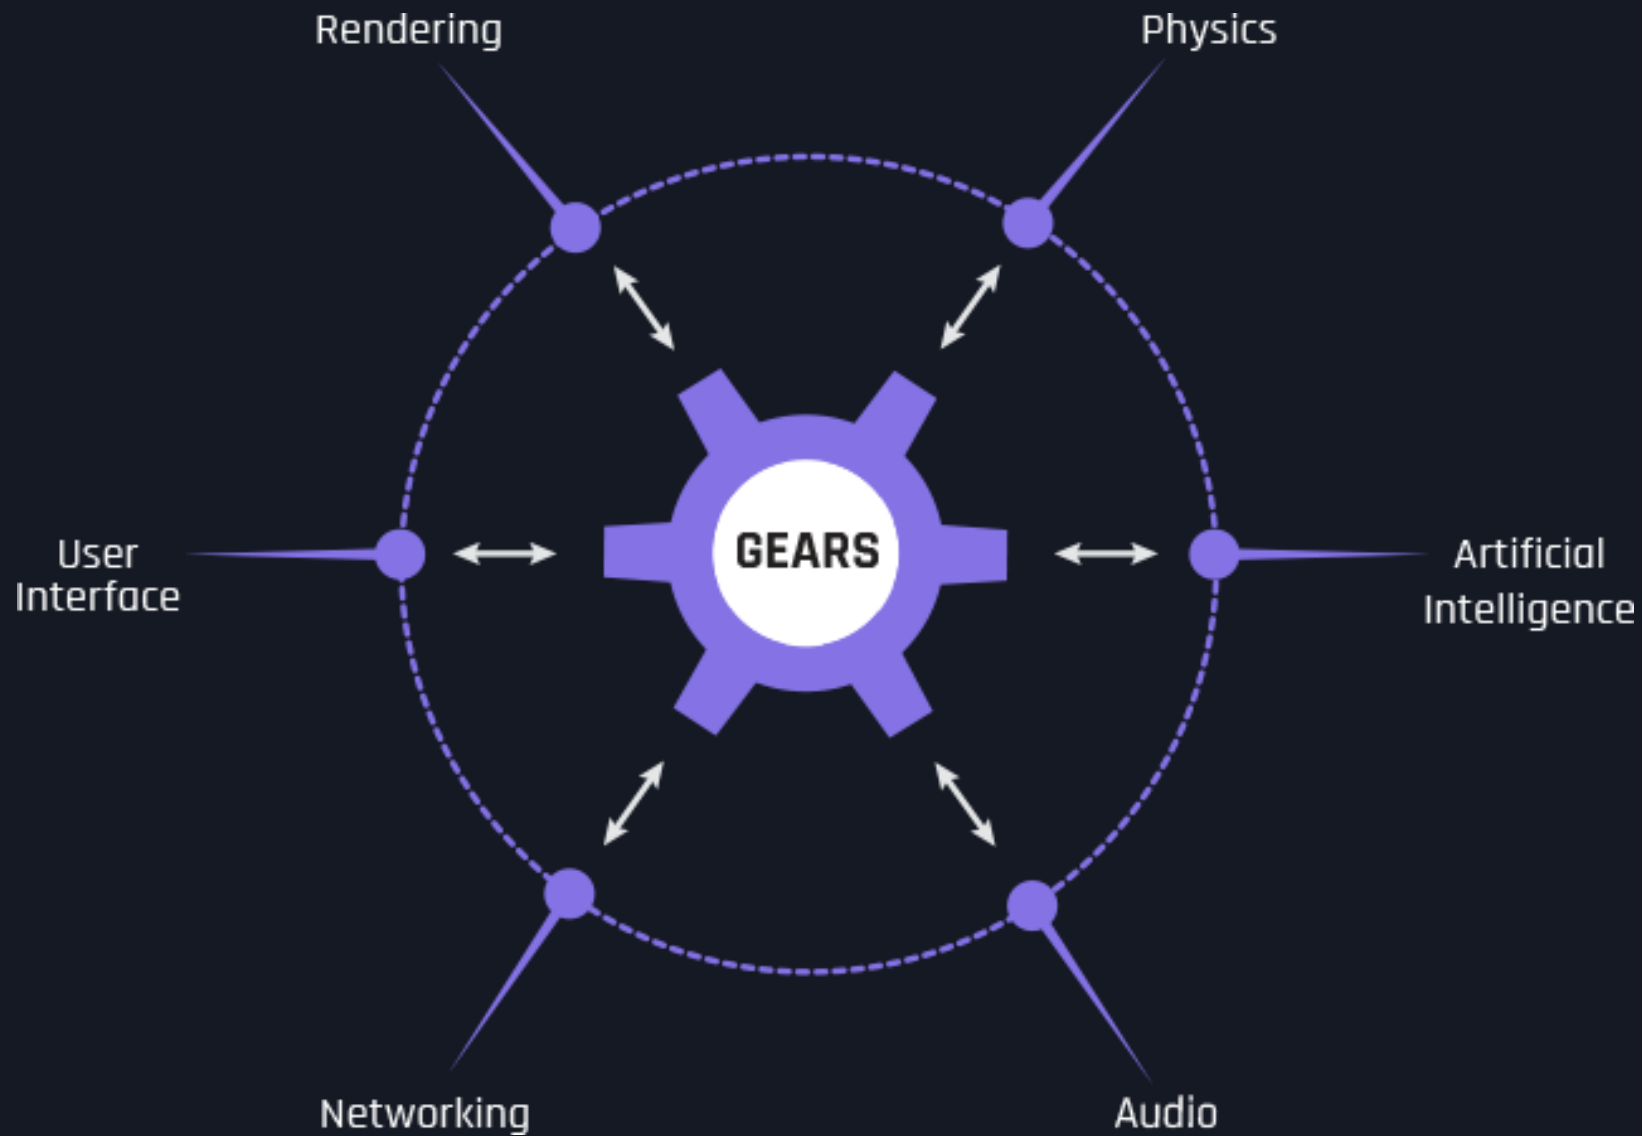 Rendering
Physics
GEARS
User
Interface
Artificial
Intelligence
Networking
Audio